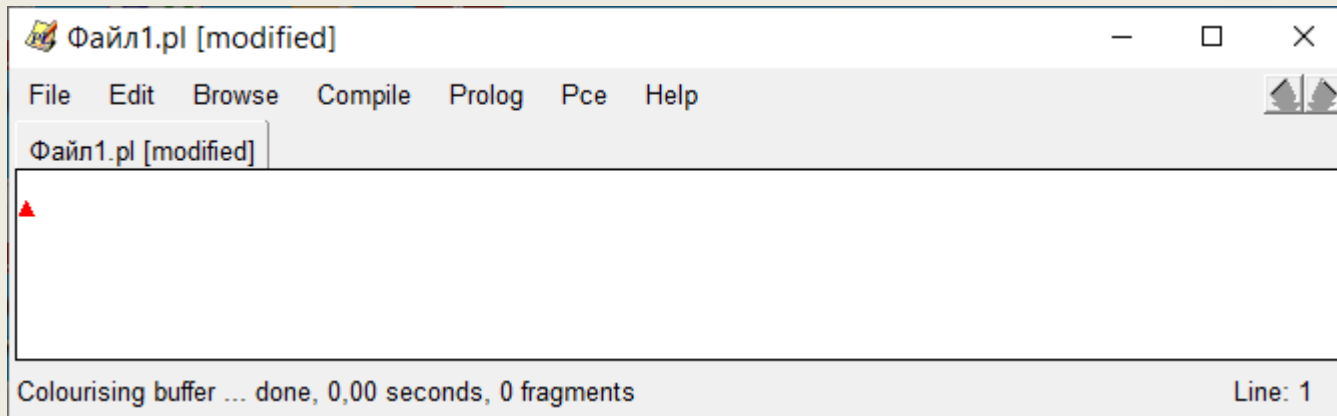 Файл1.pl [modified]
File Edit Browse Compile Prolog Pce Help
Файл1.pl [modified]
Colourising buffer ... done, 0,00 seconds, 0 fragments Line: 1